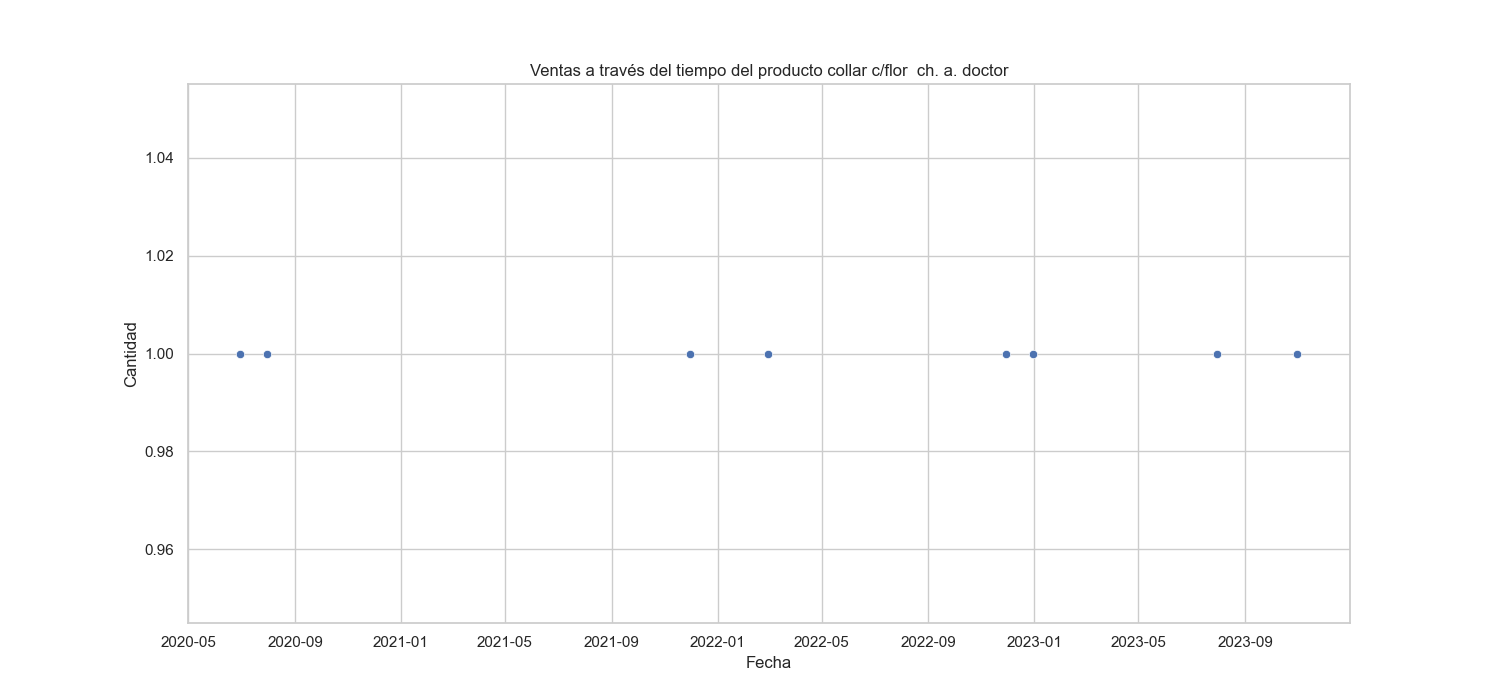 Ventas a través del tiempo del producto collar c/flor  ch. a. doctor
1.04
1.02
1.00
0.98
0.96
Cantidad
2020-05 2020-09 2021-01 2021-05 2021-09 2022-01 2022-05 2022-09 2023-01 2023-05 2023-09
Fecha